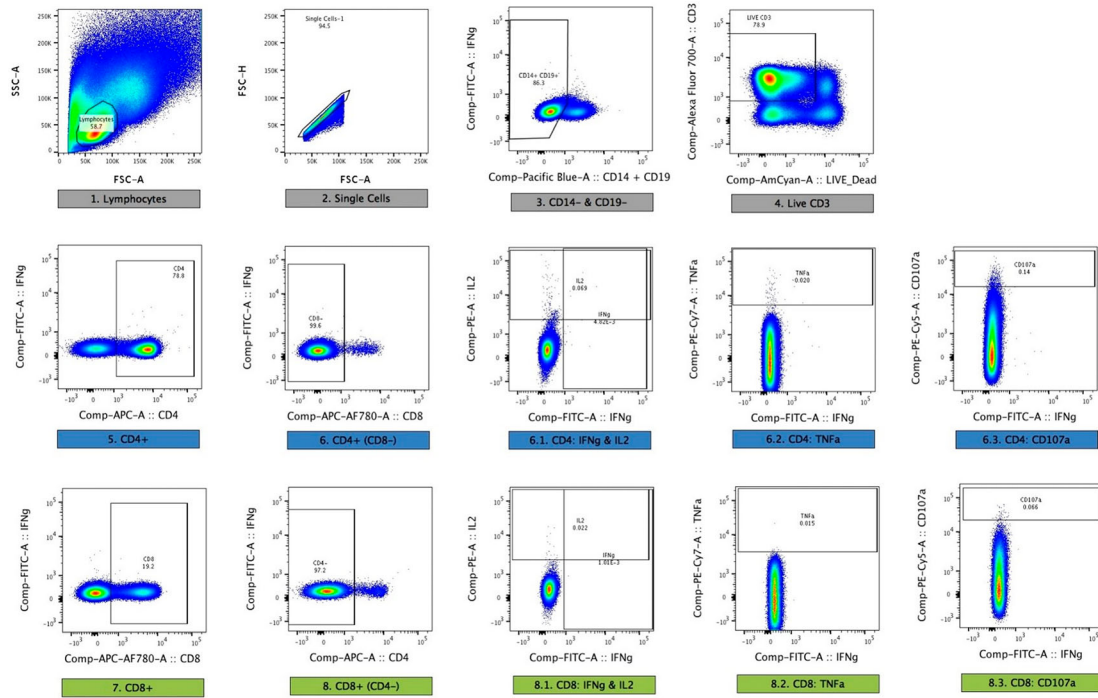 250K
200K
150K
100K
50K
0
SSC-A
Lymphocytes
58.7
0 50K 100K 150K 200K 250K
FSC-A
1. Lymphocytes
250K
200K
150K
100K
50K
0
FSC-H
Single Cells-1
94.5
0 50K 100K 150K 200K 250K
FSC-A
2. Single Cells
Comp-FITC-A :: IFNg
CD14+ CD19+
86.3
Comp-Pacific Blue-A :: CD14 + CD19
3. CD14- & CD19-
Comp-Alexa Fluor 700-A :: CD3
LIVE CD3
78.9
Comp-AmCyan-A :: LIVE_Dead
4. Live CD3
Comp-FITC-A :: IFNg
CD4
78.8
Comp-APC-A :: CD4
5. CD4+
Comp-FITC-A :: IFNg
CD8-
99.6
Comp-APC-AF780-A :: CD8
6. CD4+ (CD8-)
Comp-PE-A :: IL2
IL2
0.069
IFNg
4.82E-3
Comp-FITC-A :: IFNg
6.1. CD4: IFNg & IL2
Comp-PE-Cy7-A :: TNFa
TNFa
0.020
Comp-FITC-A :: IFNg
6.2. CD4: TNFa
Comp-PE-Cy5-A :: CD107a
CD107a
0.14
Comp-FITC-A :: IFNg
6.3. CD4: CD107a
Comp-FITC-A :: IFNg
CD8
19.2
Comp-APC-AF780-A :: CD8
7. CD8+
Comp-FITC-A :: IFNg
CD4-
97.2
Comp-APC-A :: CD4
8. CD8+ (CD4-)
Comp-PE-A :: IL2
IL2
0.022
IFNg
1.01E-3
Comp-FITC-A :: IFNg
8.1. CD8: IFNg & IL2
Comp-PE-Cy7-A :: TNFa
TNFa
0.015
Comp-FITC-A :: IFNg
8.2. CD8: TNFa
Comp-PE-Cy5-A :: CD107a
CD107a
0.066
Comp-FITC-A :: IFNg
8.3. CD8: CD107a